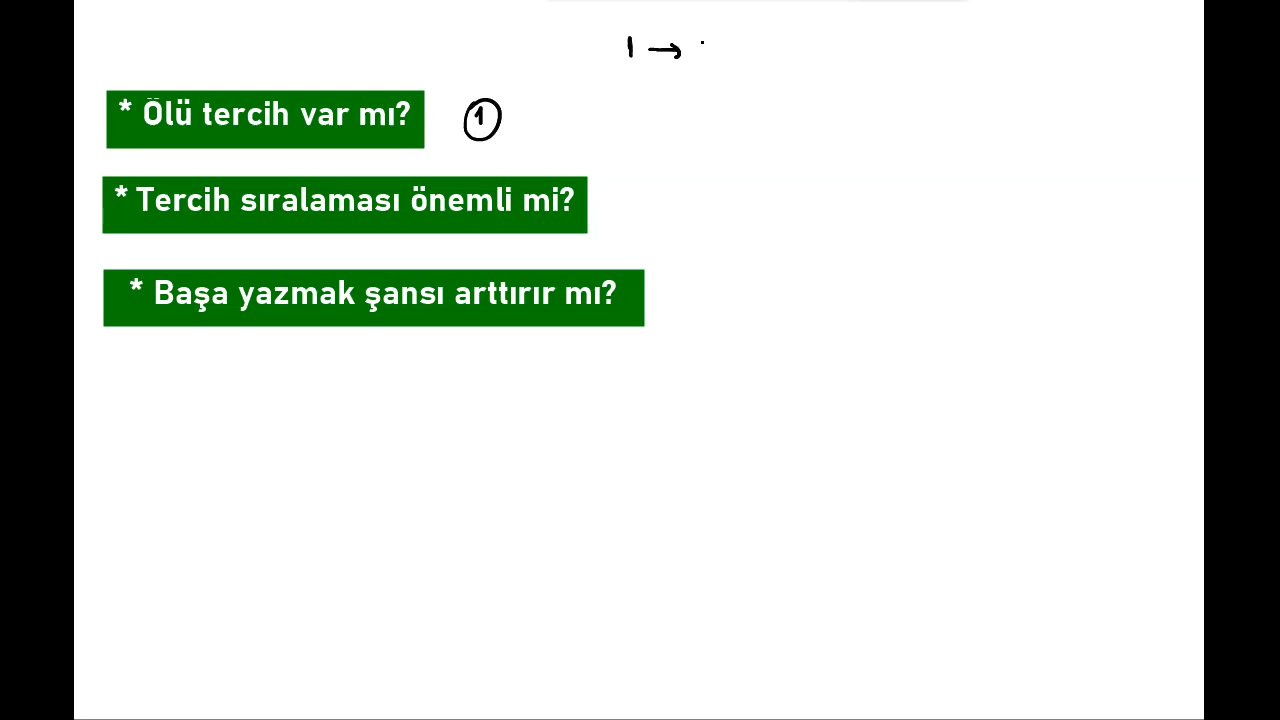 1 →
* Ölü tercih var mı? 1
* Tercih sıralaması önemli mi?
* Başa yazmak şansı arttırır mı?